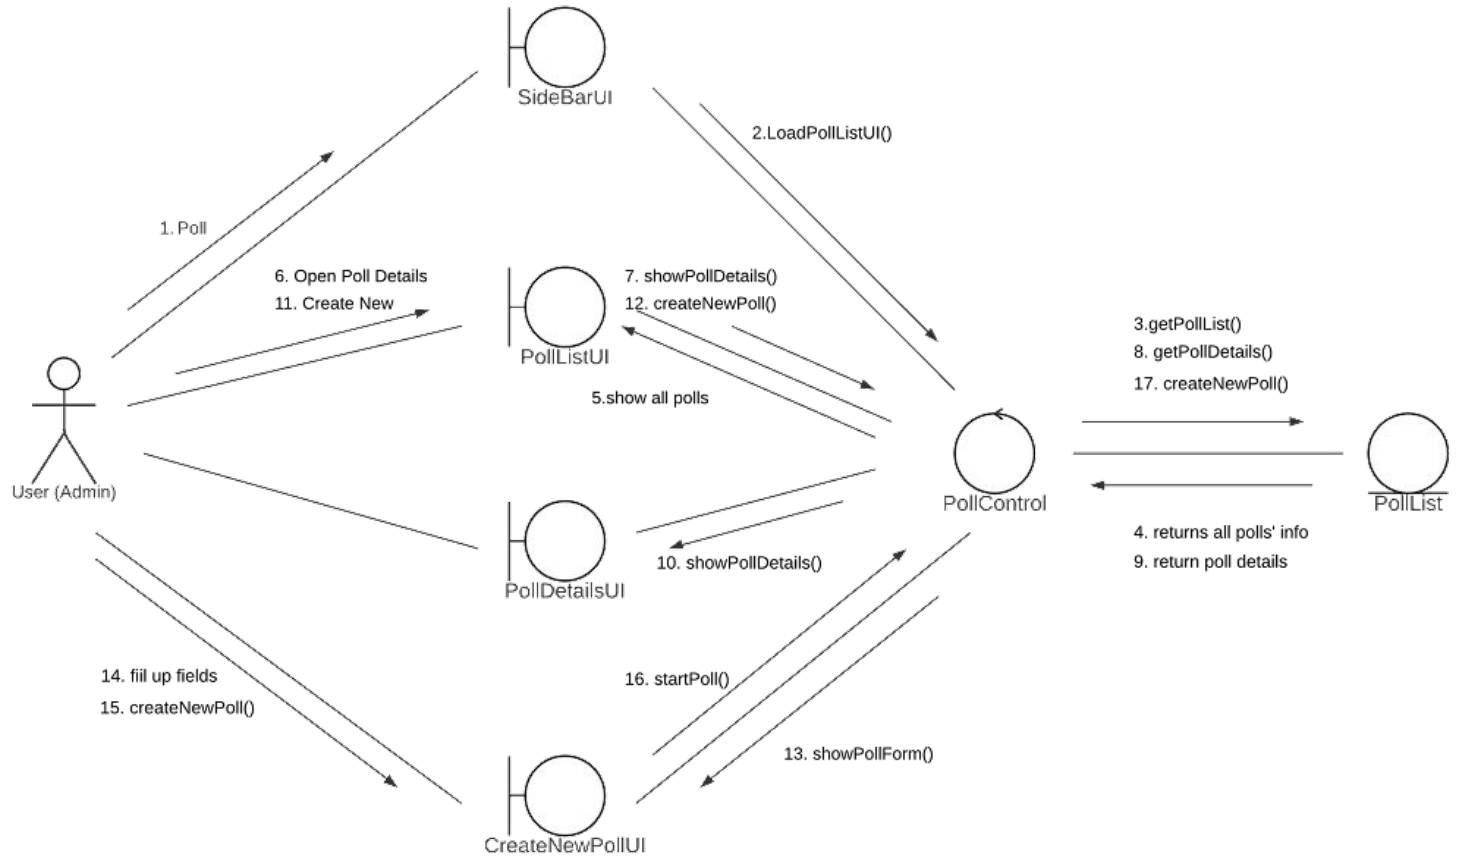 SideBarUI
2.LoadPollListUI()
1. Poll
6. Open Poll Details
11. Create New
7. showPollDetails()
12. createNewPoll()
PollListUI
5.show all polls
3.getPollList()
8. getPollDetails()
17. createNewPoll()
User (Admin)
PollControl
PollList
4. returns all polls' info
9. return poll details
10. showPollDetails()
PollDetailsUI
14. fiil up fields
15. createNewPoll()
16. startPoll()
13. showPollForm()
CreateNewPollUI